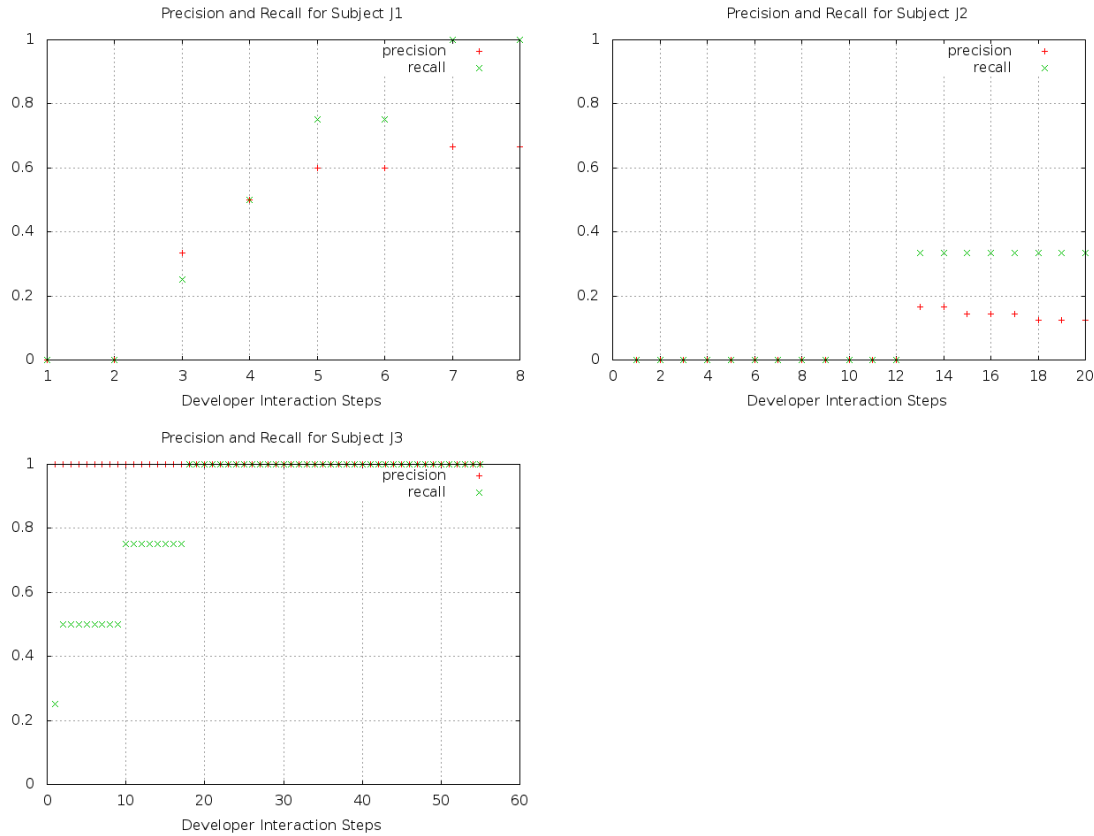 Precision and Recall for Subject J1
1
precision
recall
0.8
0.6
0.4
0.2
0
1 2 3 4 5 6 7 8
Developer Interaction Steps
Precision and Recall for Subject J2
1
precision
recall
0.8
0.6
0.4
0.2
0
0 2 4 6 8 10 12 14 16 18 20
Developer Interaction Steps
Precision and Recall for Subject J3
1
precision
recall
0.8
0.6
0.4
0.2
0
0 10 20 30 40 50 60
Developer Interaction Steps